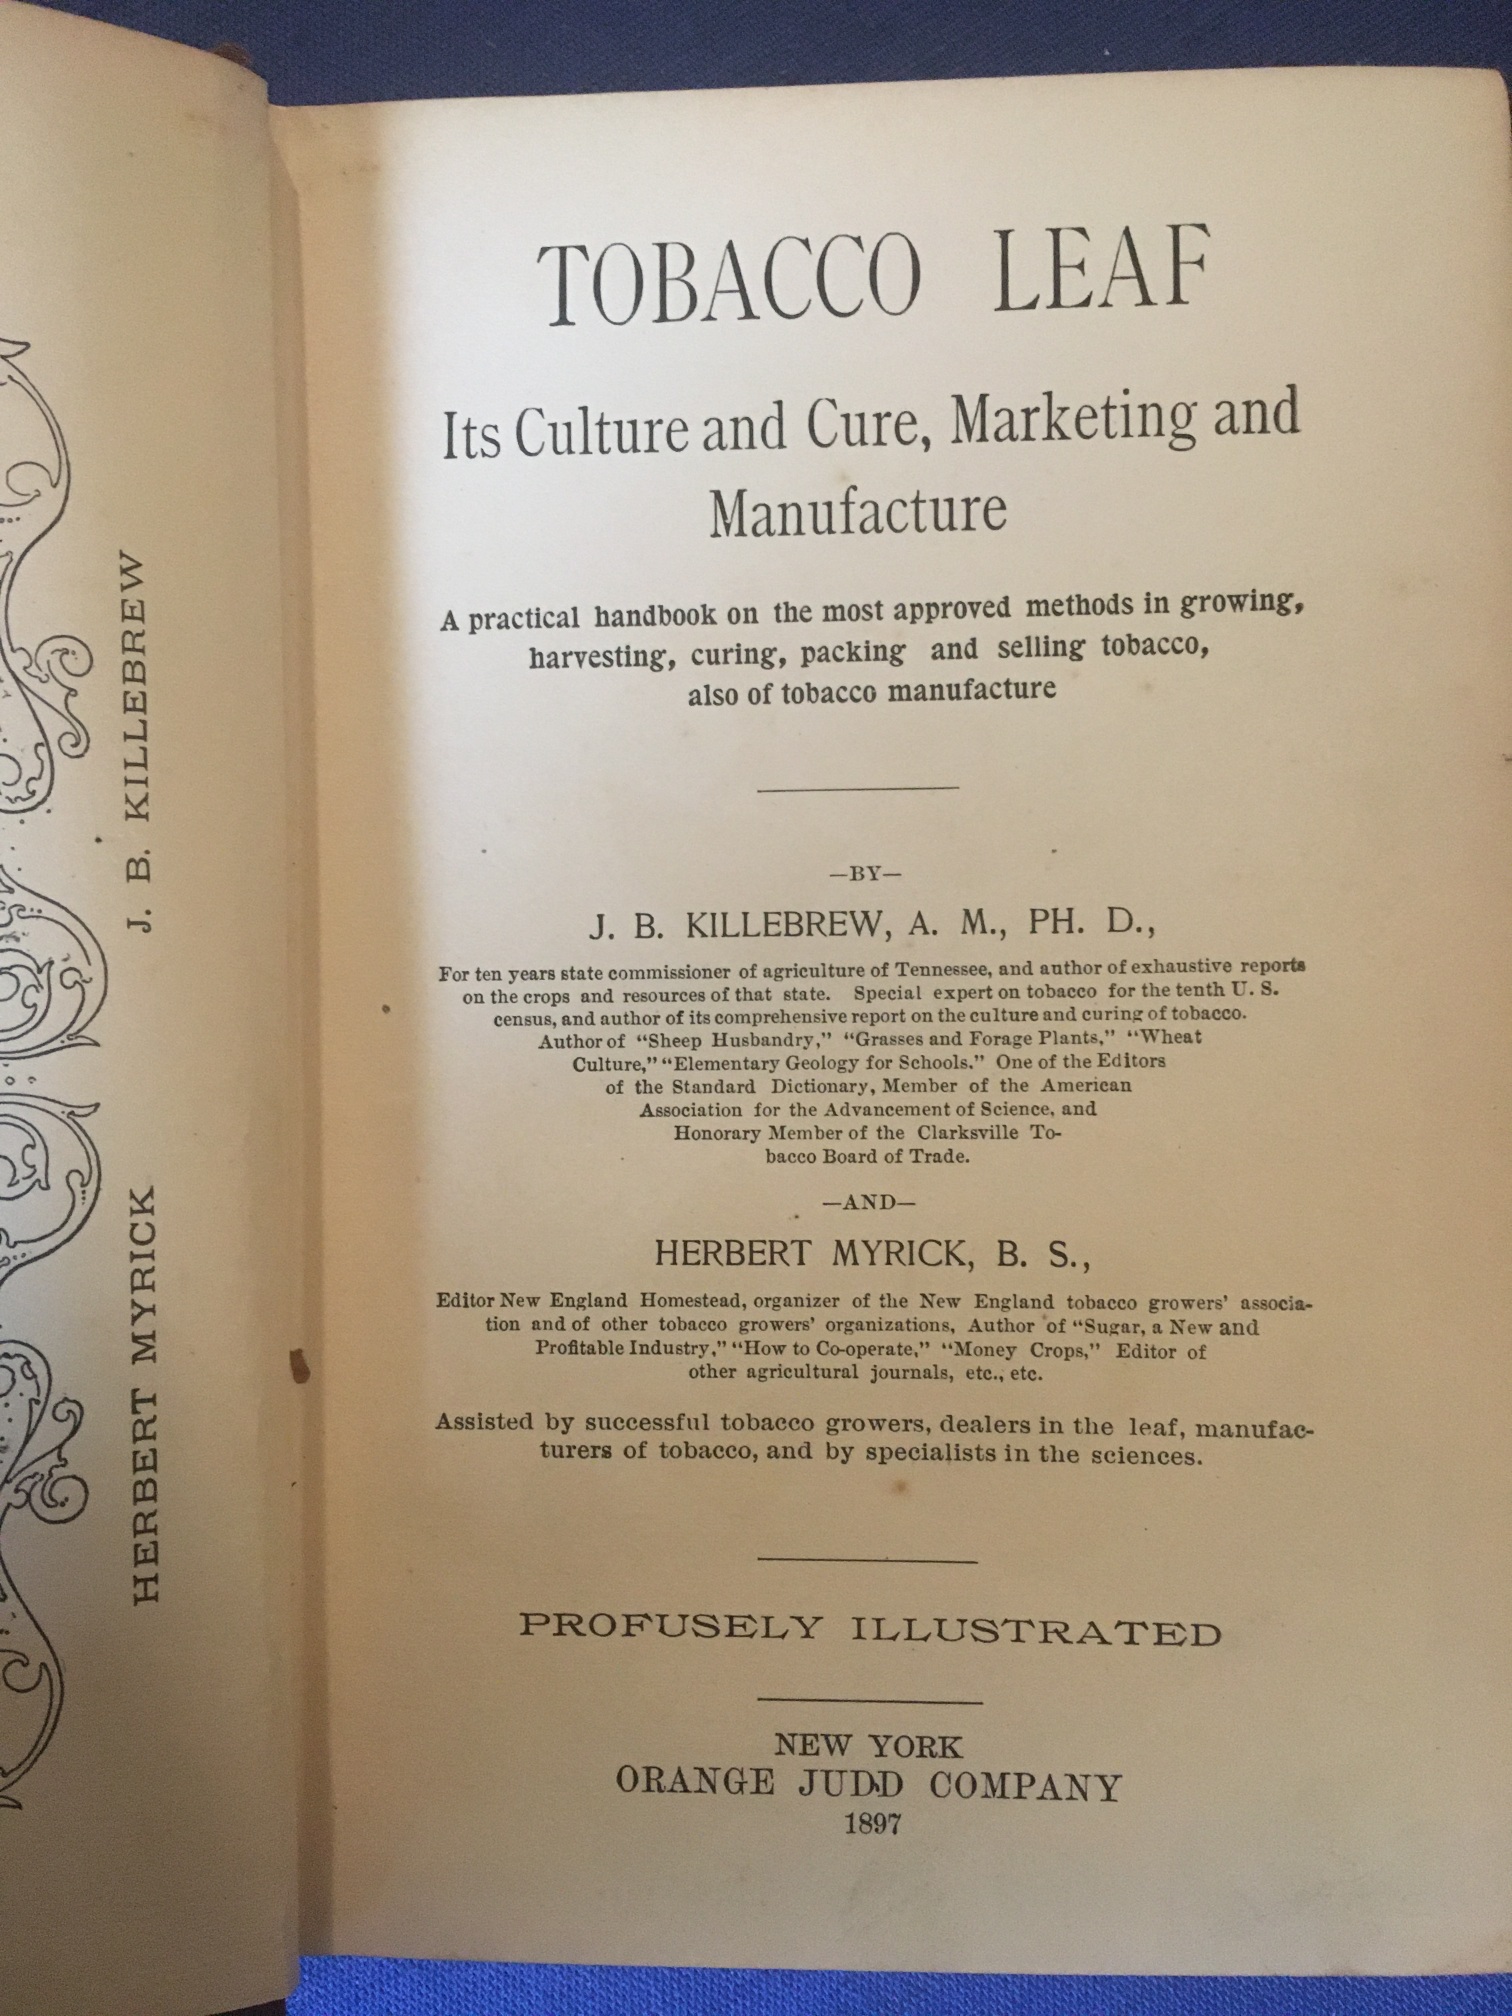 J. B. KILLEBREW
HERBERT MYRICK
TOBACCO LEAF
Its Culture and Cure, Marketing and
Manufacture
A practical handbook on the most approved methods in growing,
harvesting, curing, packing and selling tobacco,
also of tobacco manufacture
—BY—
J. B. KILLEBREW, A. M., PH. D.,
For ten years state commissioner of agriculture of Tennessee, and author of exhaustive reports
on the crops and resources of that state. Special expert on tobacco for the tenth U. S.
census, and author of its comprehensive report on the culture and curing of tobacco.
Author of "Sheep Husbandry," "Grasses and Forage Plants," "Wheat
Culture," "Elementary Geology for Schools." One of the Editors
of the Standard Dictionary, Member of the American
Association for the Advancement of Science, and
Honorary Member of the Clarksville To-
bacco Board of Trade.
—AND—
HERBERT MYRICK, B. S.,
Editor New England Homestead, organizer of the New England tobacco growers' associa-
tion and of other tobacco growers' organizations, Author of "Sugar, a New and
Profitable Industry," "How to Co-operate," "Money Crops," Editor of
other agricultural journals, etc., etc.
Assisted by successful tobacco growers, dealers in the leaf, manufac-
turers of tobacco, and by specialists in the sciences.
PROFUSELY ILLUSTRATED
NEW YORK
ORANGE JUDD COMPANY
1897